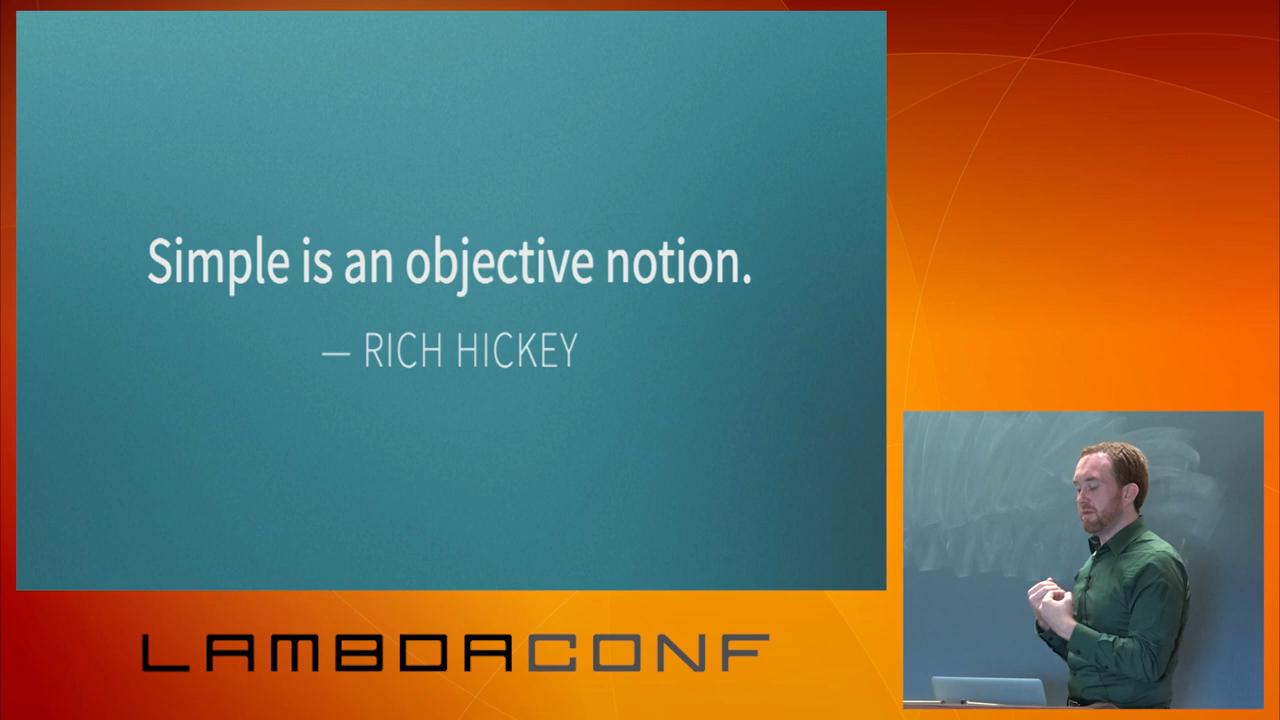 Simple is an objective notion.
— RICH HICKEY
LAMBDACONF